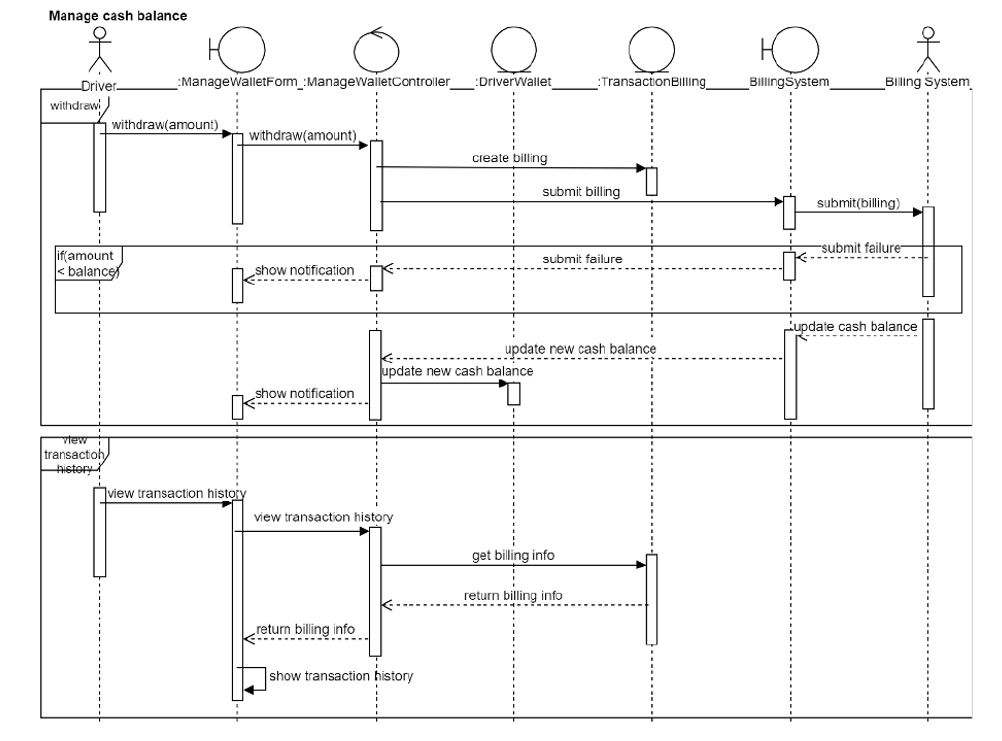 Manage cash balance
Driver
:ManageWalletForm
:ManageWalletController
:DriverWallet
:TransactionBilling
BillingSystem
Billing System
withdraw
withdraw(amount)
withdraw(amount)
create billing
submit billing
submit(billing)
if(amount
< balance)
submit failure
submit failure
show notification
update cash balance
update new cash balance
update new cash balance
show notification
view
transaction
history
view transaction history
view transaction history
get billing info
return billing info
return billing info
show transaction history